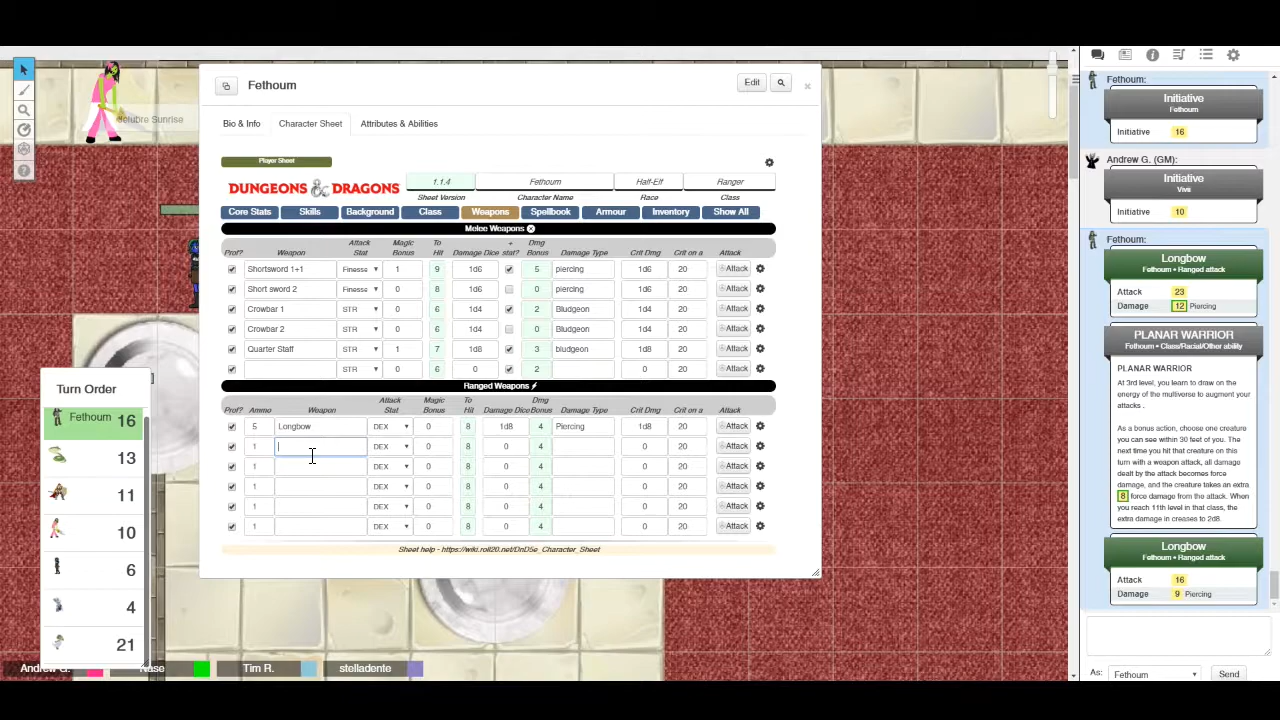 Fethoum
Edit
Bio & Info
Character Sheet
Attributes & Abilities
Player Sheet
DUNGEONS & DRAGONS
1.1.4
Fethoum
Half-Elf
Ranger
Sheet Version
Character Name
Race
Class
Core Stats
Skills
Background
Class
Weapons
Spellbook
Armour
Inventory
Show All
Melee Weapons
Prof? Weapon Attack Stat Magic Bonus To Hit Damage Dice + stat? Dmg Bonus Damage Type Crit Dmg Crit on a Attack
Shortsword 1+1 Finesse 1 9 1d6 5 piercing 1d6 20 Attack
Short sword 2 Finesse 0 8 1d6 0 piercing 1d6 20 Attack
Crowbar 1 STR 0 6 1d4 2 Bludgeon 1d4 20 Attack
Crowbar 2 STR 0 6 1d4 0 Bludgeon 1d4 20 Attack
Quarter Staff STR 1 7 1d8 3 bludgeon 1d8 20 Attack
STR 0 6 0 2 0 20 Attack
Ranged Weapons
Prof? Ammo Weapon Attack Stat Magic Bonus To Hit Damage Dice Dmg Bonus Damage Type Crit Dmg Crit on a Attack
5 Longbow DEX 0 8 1d8 4 Piercing 1d8 20 Attack
1 DEX 0 8 0 4 0 20 Attack
1 DEX 0 8 0 4 0 20 Attack
1 DEX 0 8 0 4 0 20 Attack
1 DEX 0 8 0 4 0 20 Attack
1 DEX 0 8 0 4 0 20 Attack
Sheet help - https://wiki.roll20.net/DnD5e_Character_Sheet
Turn Order
Fethoum 16
13
11
10
6
4
21
Andrew G.
Tim R.
stelladente
Fethoum:
Initiative
Fethoum
Initiative 16
Andrew G. (GM):
Initiative
Initiative 10
Fethoum:
Longbow
Fethoum • Ranged attack
Attack 23
Damage 12 Piercing
PLANAR WARRIOR
Fethoum • Class/Racial/Other ability
PLANAR WARRIOR
At 3rd level, you learn to draw on the
energy of the multiverse to augment your
attacks .
As a bonus action, choose one creature
you can see within 30 feet of you. The
next time you hit that creature on this
turn with a weapon attack, all damage
dealt by the attack becomes force
damage, and the creature takes an extra
8 force damage from the attack. When
you reach 11th level in that class, the
extra damage in creases to 2d8.
Longbow
Fethoum • Ranged attack
Attack 16
Damage 9 Piercing
As: Fethoum
Send